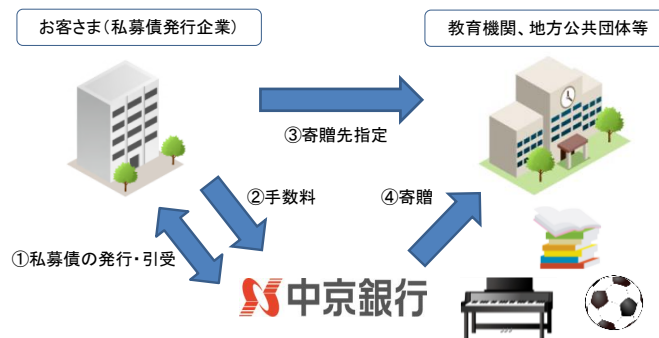 お客さま(私募債発行企業)
教育機関、地方公共団体等
③寄贈先指定
②手数料
④寄贈
①私募債の発行・引受
中京銀行